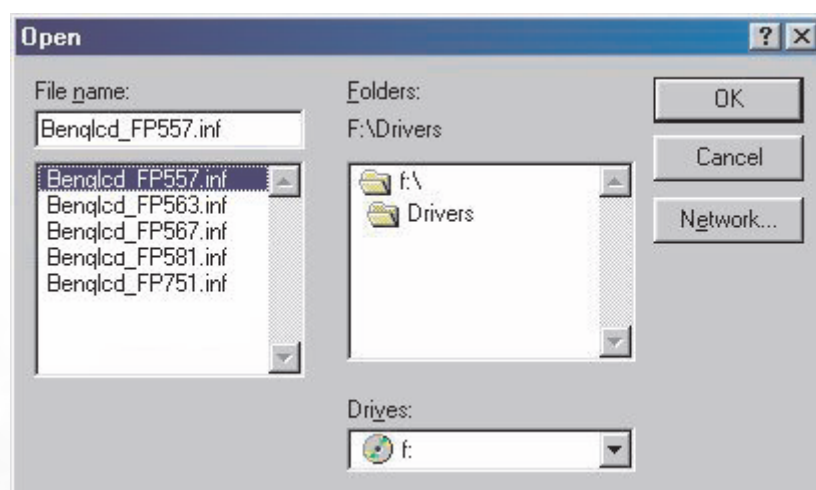 Open
File name:
Benqlcd_FP557.inf
Benqlcd_FP557.inf
Benqlcd_FP563.inf
Benqlcd_FP567.inf
Benqlcd_FP581.inf
Benqlcd_FP751.inf
Folders:
F:\Drivers
f:\
Drivers
Drives:
f:
OK
Cancel
Network...